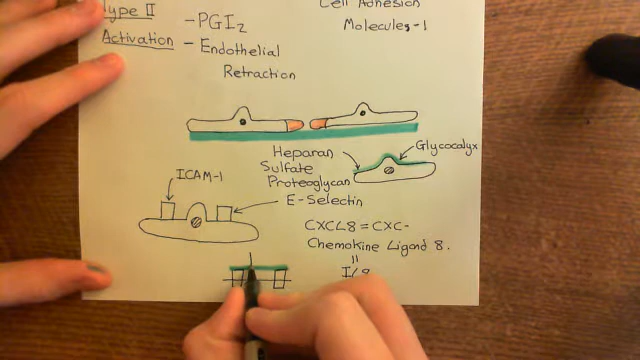 Type II
Activation
- PGI2
- Endothelial
Retraction
Cell Adhesion
Molecules-1
Heparan
Sulfate
Proteoglycan
Glycocalyx
ICAM-1
E-Selectin
CXCL8 = CXC-
Chemokine Ligand 8.
=
IL8